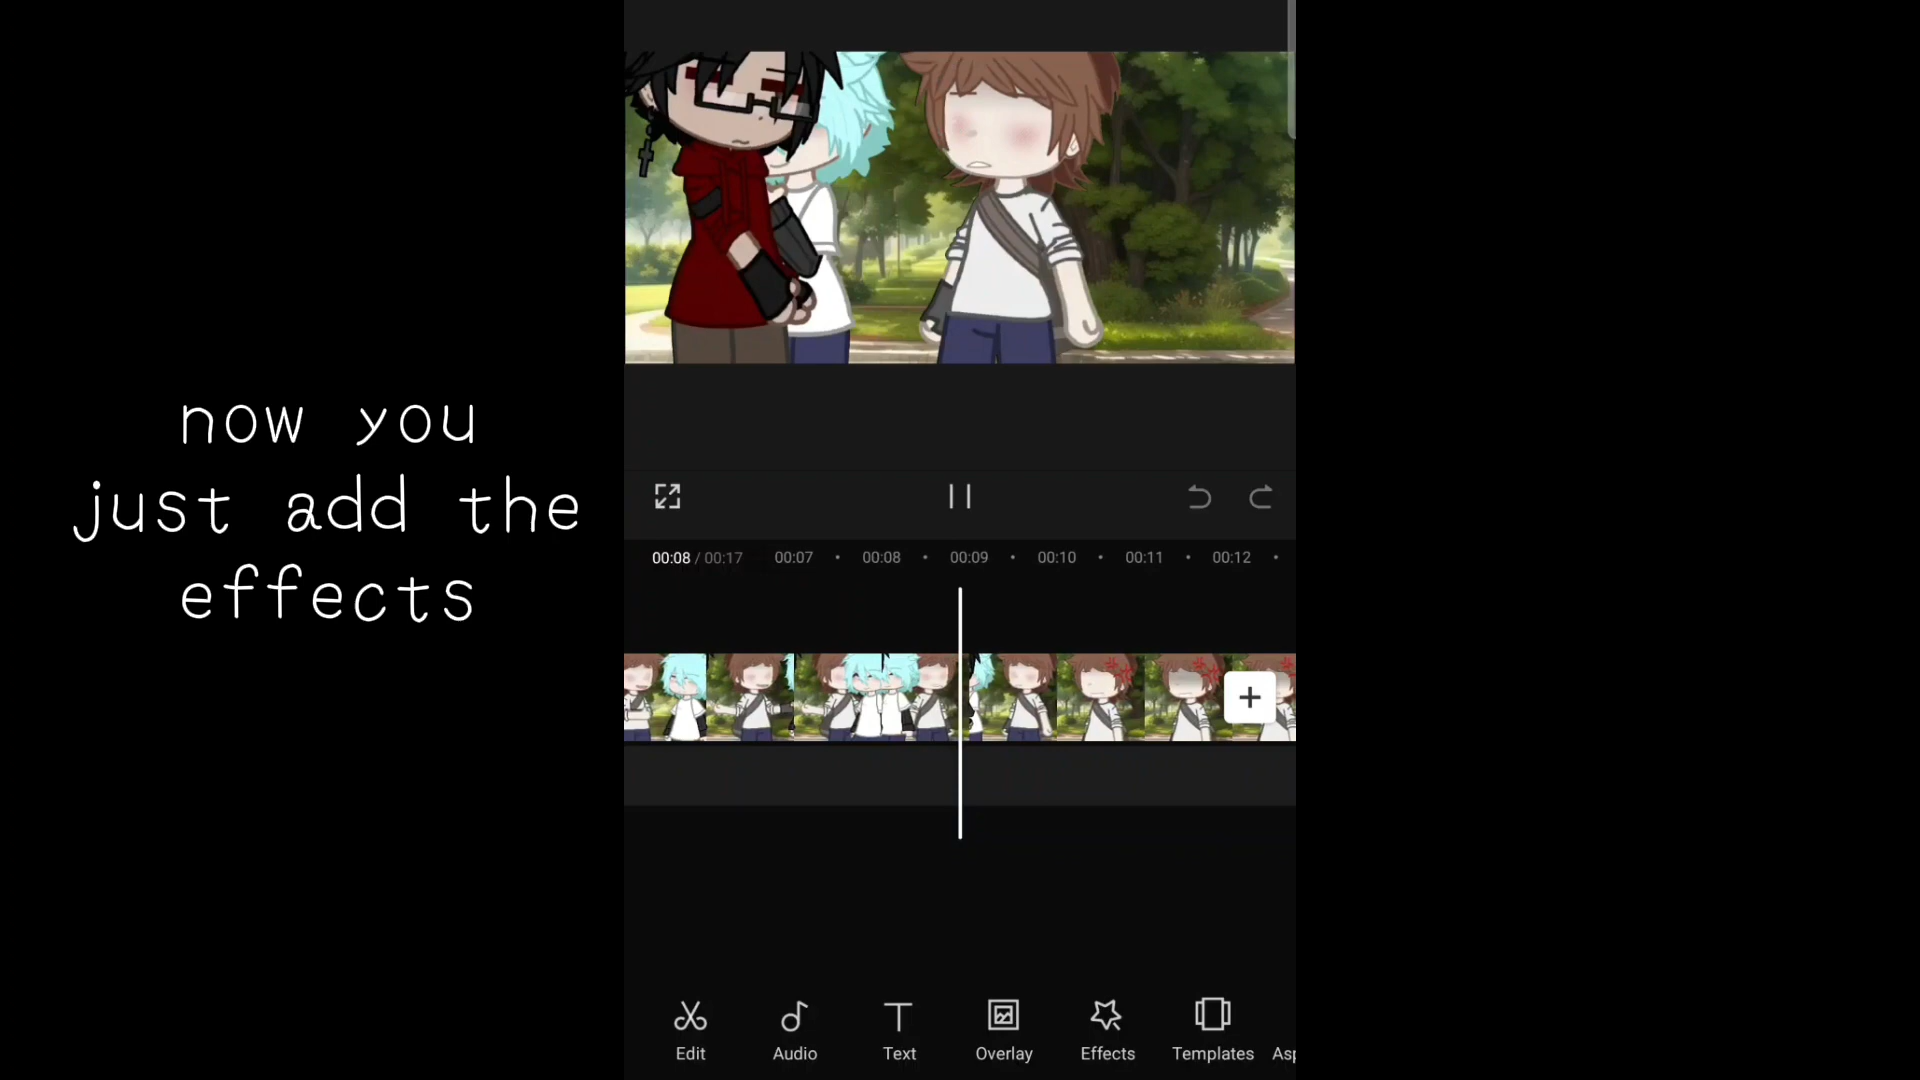 now you
just add the
effects
00:08 / 00:17 00:07 00:08 00:09 00:10 00:11 00:12
Edit Audio Text Overlay Effects Templates Asp